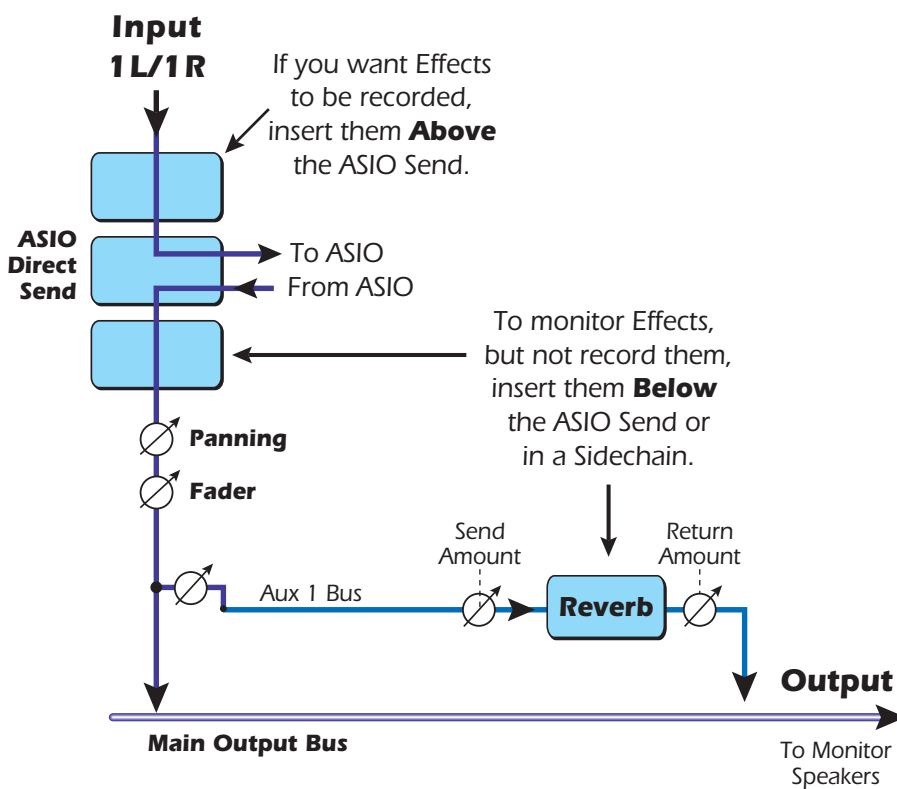 Input
1L/1R
If you want Effects
to be recorded,
insert them Above
the ASIO Send.
ASIO
Direct
Send
To ASIO
From ASIO
To monitor Effects,
but not record them,
insert them Below
the ASIO Send or
in a Sidechain.
Panning
Fader
Send
Amount
Return
Amount
Aux 1 Bus
Reverb
Output
Main Output Bus
To Monitor
Speakers